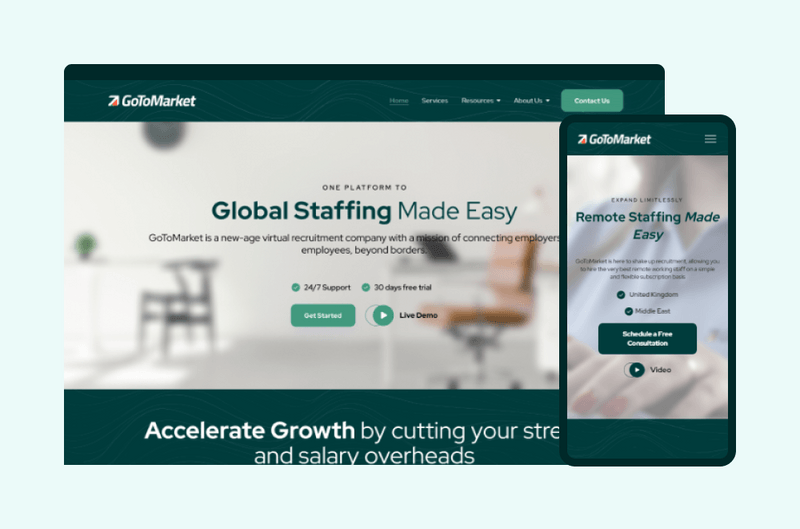 GoToMarket
Home Services Resources About Us Contact Us
ONE PLATFORM TO
Global Staffing Made Easy
GoToMarket is a new-age virtual recruitment company with a mission of connecting employers
employees, beyond borders.
24/7 Support 30 days free trial
Get Started Live Demo
Accelerate Growth by cutting your stre
and salary overheads
GoToMarket
EXPAND LIMITLESSLY
Remote Staffing Made
Easy
GoToMarket is here to shake up recruitment, allowing you
to hire the very best remote working staff on a simple
and flexible subscription basis.
United Kingdom
Middle East
Schedule a Free
Consultation
Video